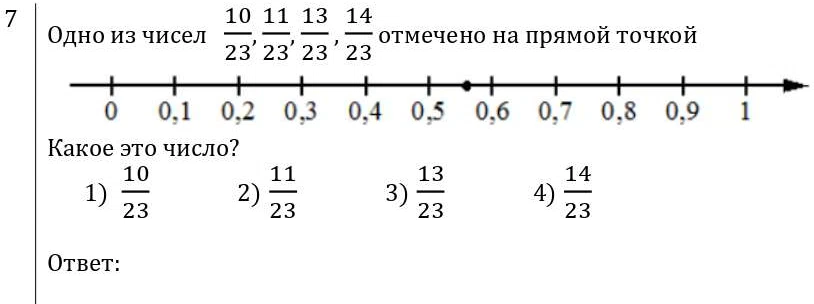 7
Одно из чисел 10/23, 11/23, 13/23, 14/23 отмечено на прямой точкой
0 0,1 0,2 0,3 0,4 0,5 0,6 0,7 0,8 0,9 1
Какое это число?
1) 10/23 2) 11/23 3) 13/23 4) 14/23
Ответ: